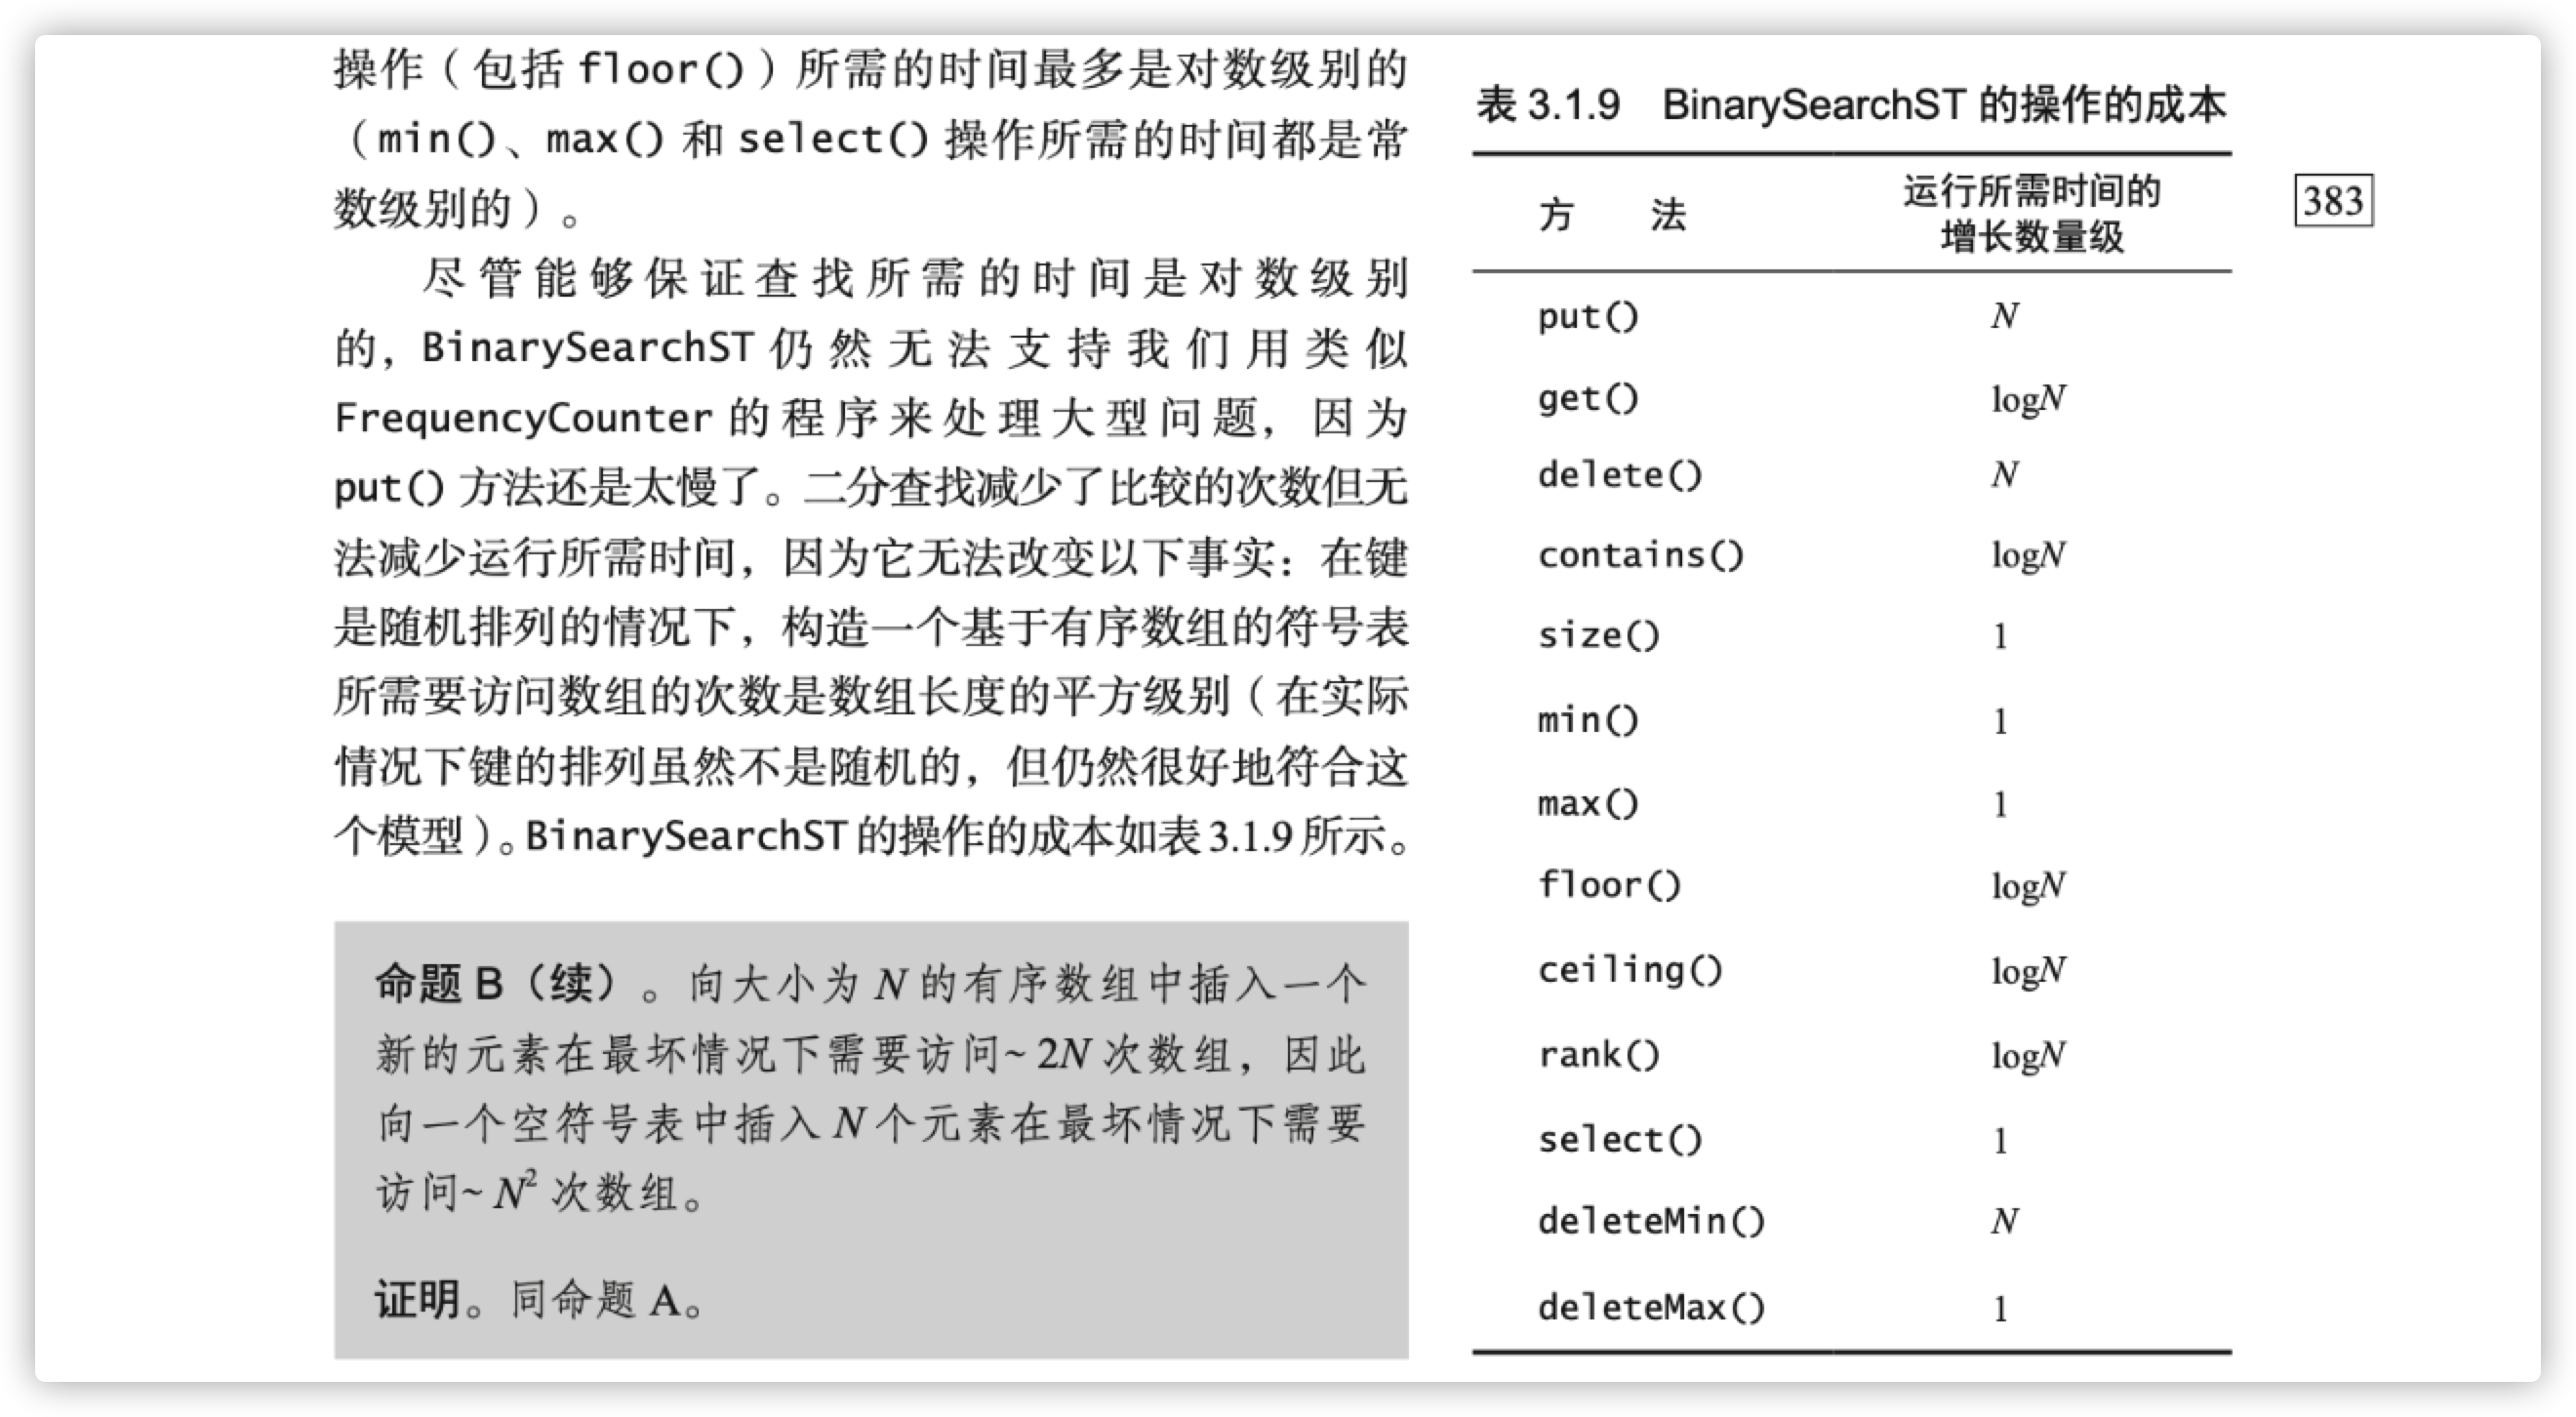 操作（包括 floor()）所需的时间最多是对数级别的
（min()、max() 和 select() 操作所需的时间都是常
数级别的）。
尽管能够保证查找所需的时间是对数级别
的，BinarySearchST 仍然无法支持我们用类似
FrequencyCounter 的程序来处理大型问题，因为
put() 方法还是太慢了。二分查找减少了比较的次数但无
法减少运行所需时间，因为它无法改变以下事实：在键
是随机排列的情况下，构造一个基于有序数组的符号表
所需要访问数组的次数是数组长度的平方级别（在实际
情况下键的排列虽然不是随机的，但仍然很好地符合这
个模型）。BinarySearchST 的操作的成本如表 3.1.9 所示。
命题 B（续）。向大小为 N 的有序数组中插入一个
新的元素在最坏情况下需要访问~ 2N 次数组，因此
向一个空符号表中插入 N 个元素在最坏情况下需要
访问~ N² 次数组。
证明。同命题 A。
表 3.1.9 BinarySearchST 的操作的成本
方 法 运行所需时间的
增长数量级
put() N
get() logN
delete() N
contains() logN
size() 1
min() 1
max() 1
floor() logN
ceiling() logN
rank() logN
select() 1
deleteMin() N
deleteMax() 1
383